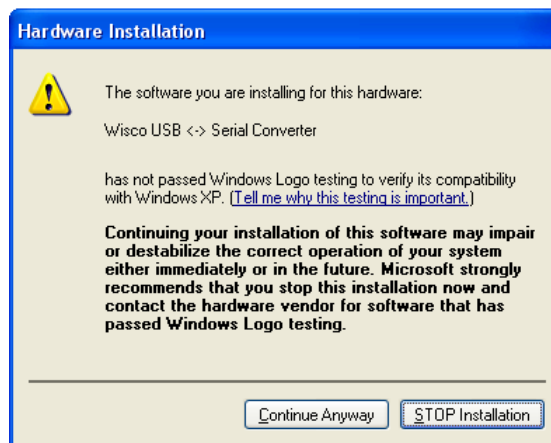 Hardware Installation
The software you are installing for this hardware:
Wisco USB <-> Serial Converter
has not passed Windows Logo testing to verify its compatibility
with Windows XP. (Tell me why this testing is important.)
Continuing your installation of this software may impair
or destabilize the correct operation of your system
either immediately or in the future. Microsoft strongly
recommends that you stop this installation now and
contact the hardware vendor for software that has
passed Windows Logo testing.
Continue Anyway STOP Installation